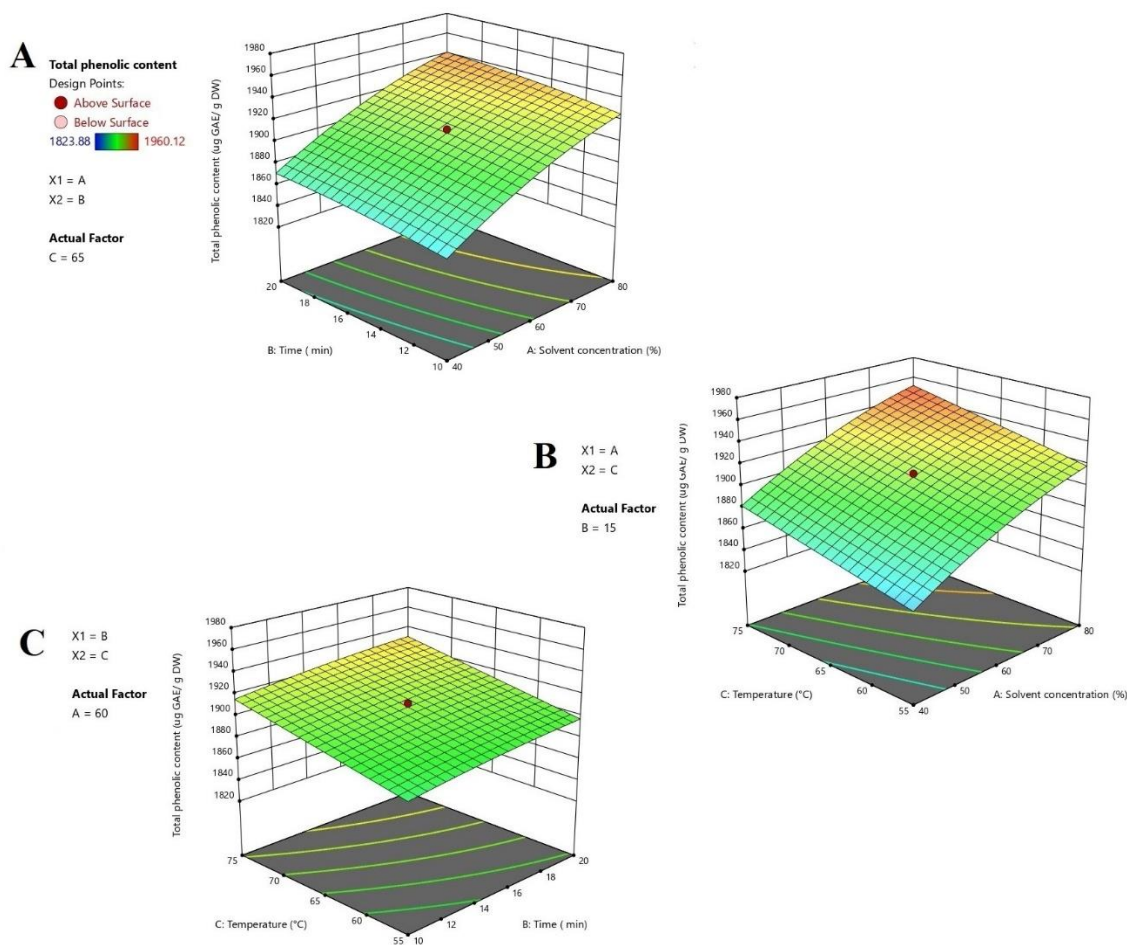 A
Total phenolic content
Design Points:
Above Surface
Below Surface
1823.88 1960.12
X1 = A
X2 = B
Actual Factor
C = 65
Total phenolic content (ug GAE/ g DW)
1980
1960
1940
1920
1900
1880
1860
1840
1820
20
18
16
14
12
10
B: Time ( min)
40
50
60
70
80
A: Solvent concentration (%)
B
X1 = A
X2 = C
Actual Factor
B = 15
Total phenolic content (ug GAE/ g DW)
1980
1960
1940
1920
1900
1880
1860
1840
1820
75
70
65
60
55
C: Temperature (°C)
40
50
60
70
80
A: Solvent concentration (%)
C
X1 = B
X2 = C
Actual Factor
A = 60
Total phenolic content (ug GAE/ g DW)
1980
1960
1940
1920
1900
1880
1860
1840
1820
75
70
65
60
55
C: Temperature (°C)
10
12
14
16
18
20
B: Time ( min)